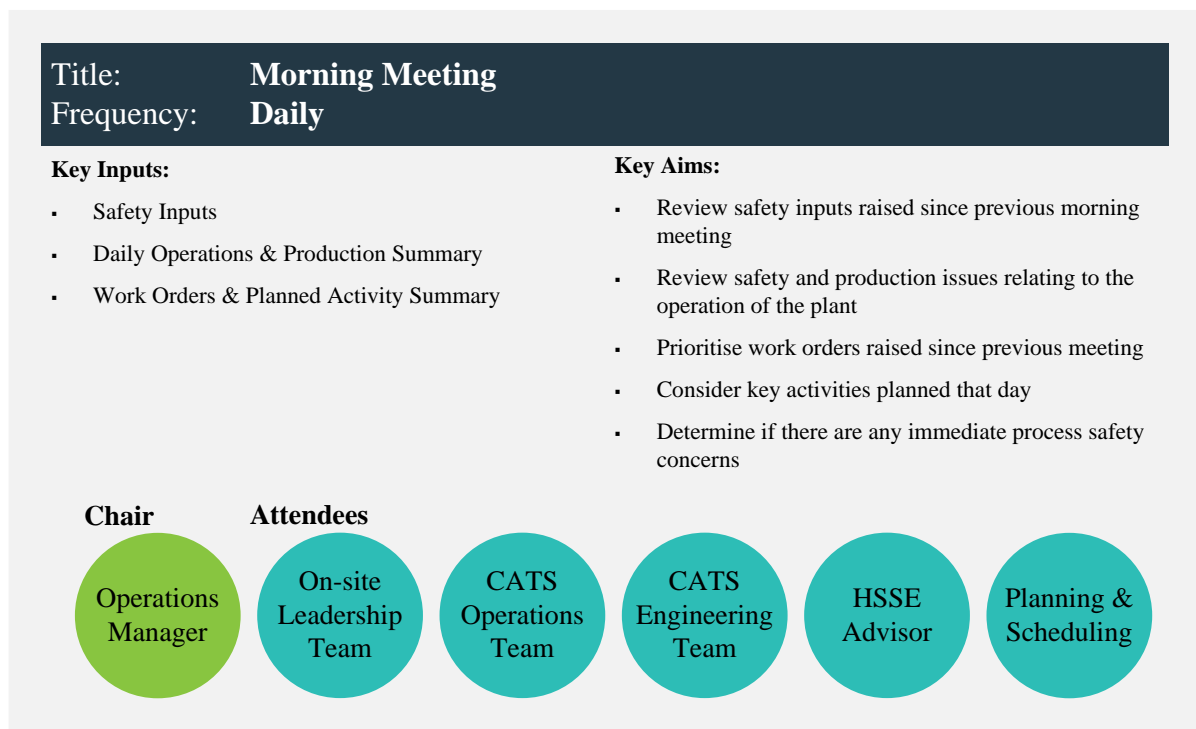 Title: Morning Meeting
Frequency: Daily
Key Inputs:
▪ Safety Inputs
▪ Daily Operations & Production Summary
▪ Work Orders & Planned Activity Summary
Key Aims:
▪ Review safety inputs raised since previous morning
meeting
▪ Review safety and production issues relating to the
operation of the plant
▪ Prioritise work orders raised since previous meeting
▪ Consider key activities planned that day
▪ Determine if there are any immediate process safety
concerns
Chair
Operations
Manager
Attendees
On-site
Leadership
Team
CATS
Operations
Team
CATS
Engineering
Team
HSSE
Advisor
Planning &
Scheduling